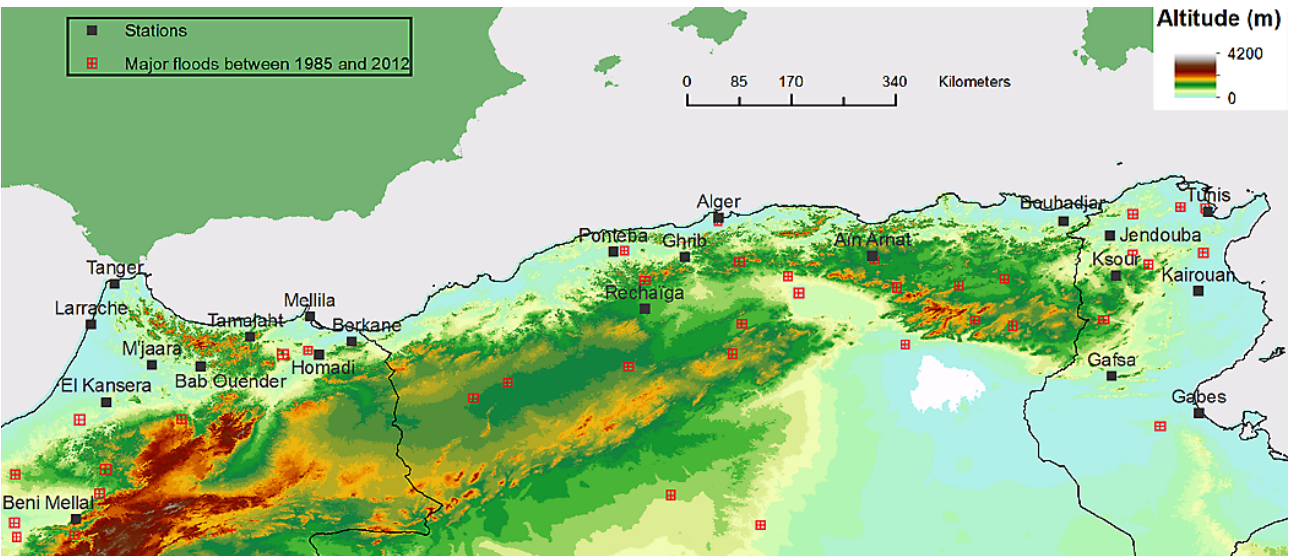 Stations
Major floods between 1985 and 2012
Altitude (m)
4200
0
0 85 170 340 Kilometers
Tunis
Alger
Bouhadjar
Ponteba
Ghrib
Ain Arnat
Jendouba
Ksour
Kairouan
Tanger
Rechaïga
Larrache
Mellila
Tamajaht
Berkane
M'jaara
Homadi
Bab Ouender
Gafsa
El Kansera
Gabes
Beni Mellal